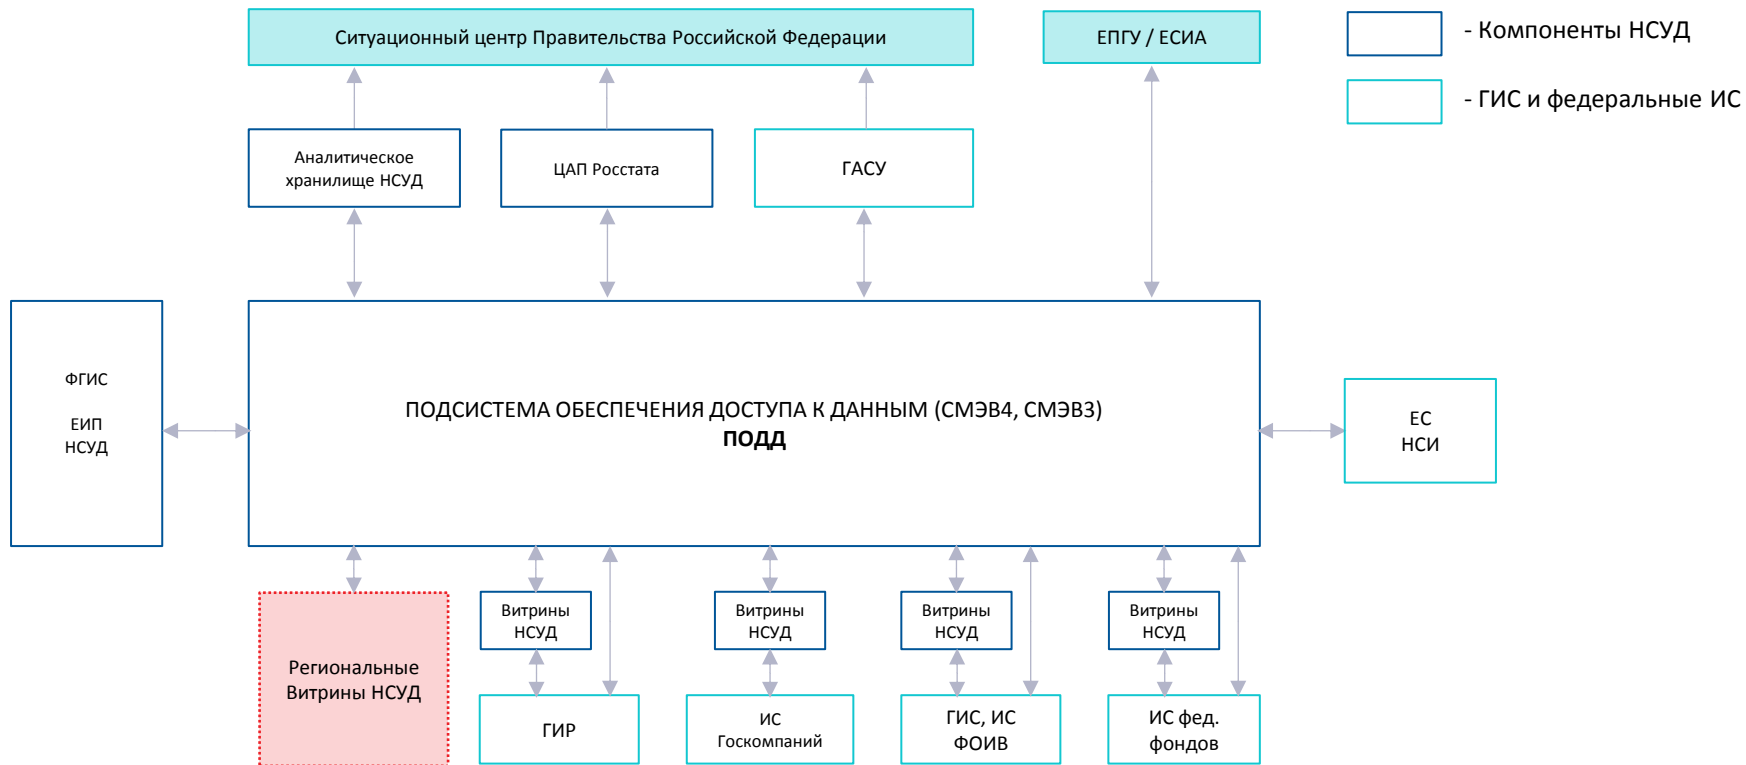 Ситуационный центр Правительства Российской Федерации
ЕПГУ / ЕСИА
- Компоненты НСУД
- ГИС и федеральные ИС
Аналитическое
хранилище НСУД
ЦАП Росстата
ГАСУ
ФГИС
ЕИП
НСУД
ПОДСИСТЕМА ОБЕСПЕЧЕНИЯ ДОСТУПА К ДАННЫМ (СМЭВ4, СМЭВ3)
ПОДД
ЕС
НСИ
Региональные
Витрины НСУД
Витрины
НСУД
Витрины
НСУД
Витрины
НСУД
Витрины
НСУД
ГИР
ИС
Госкомпаний
ГИС, ИС
ФОИВ
ИС фед.
фондов